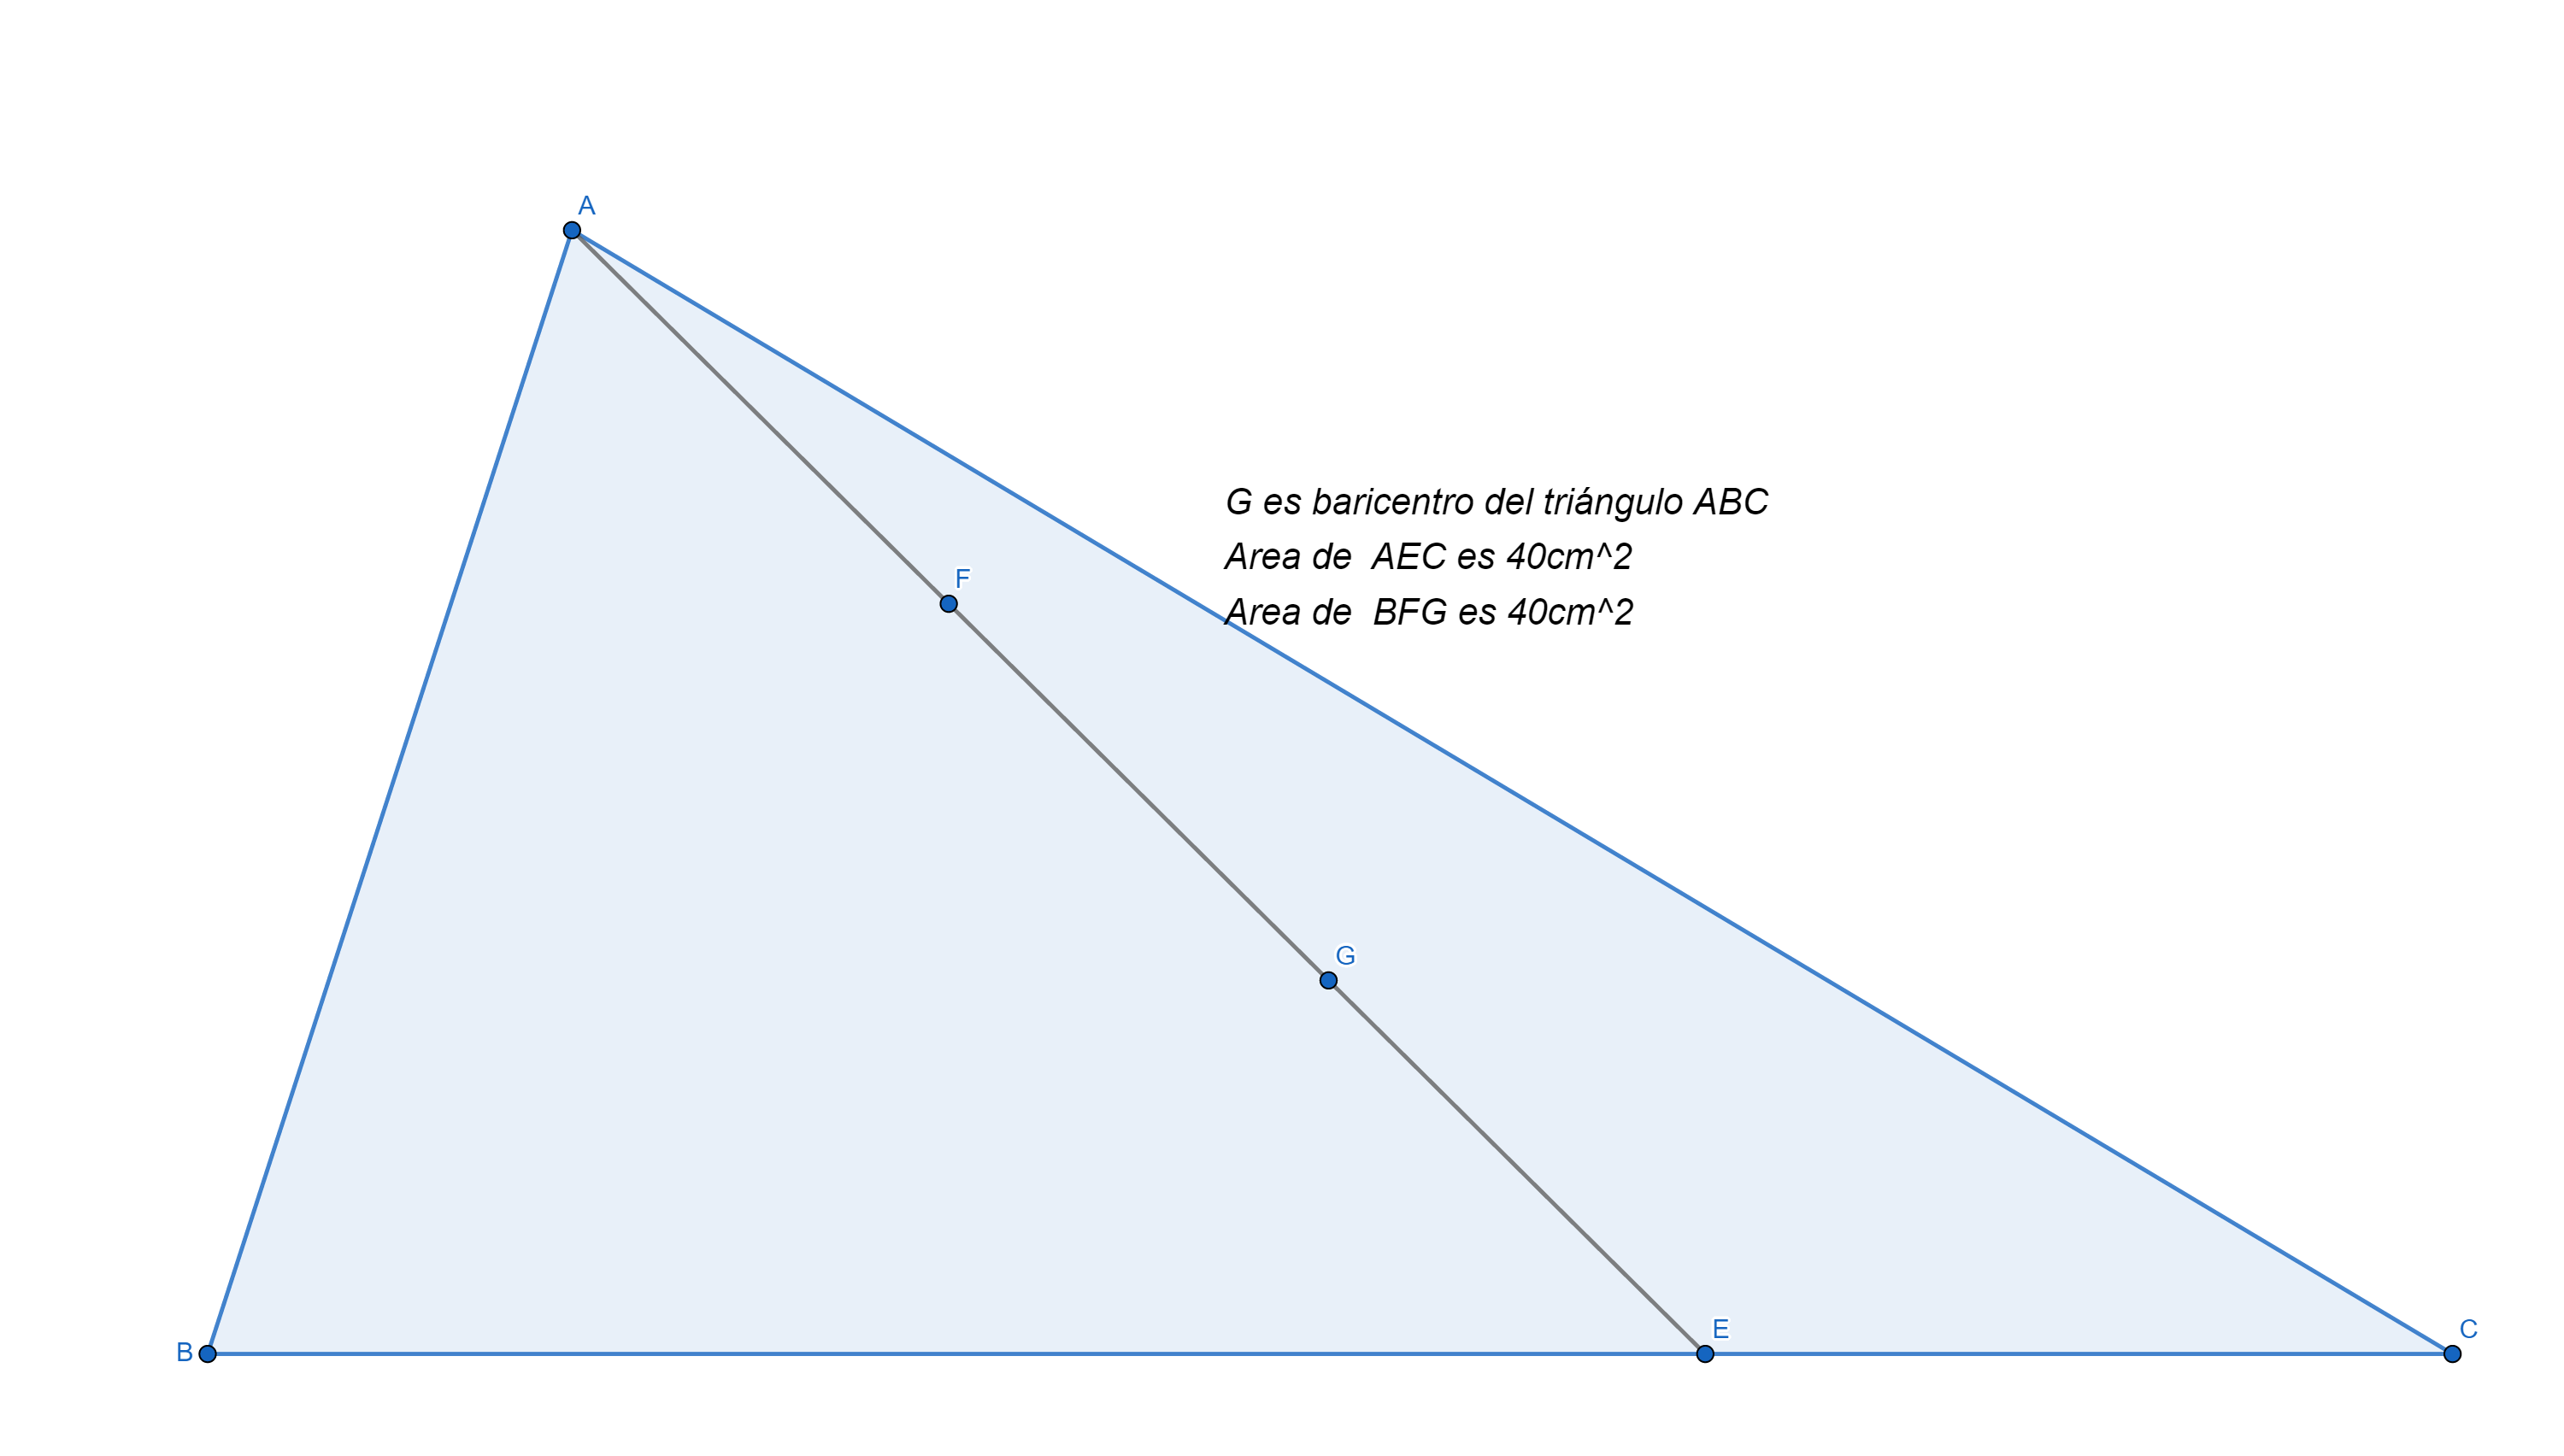 A
F
G es baricentro del triángulo ABC
Area de  AEC es 40cm^2
Area de  BFG es 40cm^2
G
B
E
C